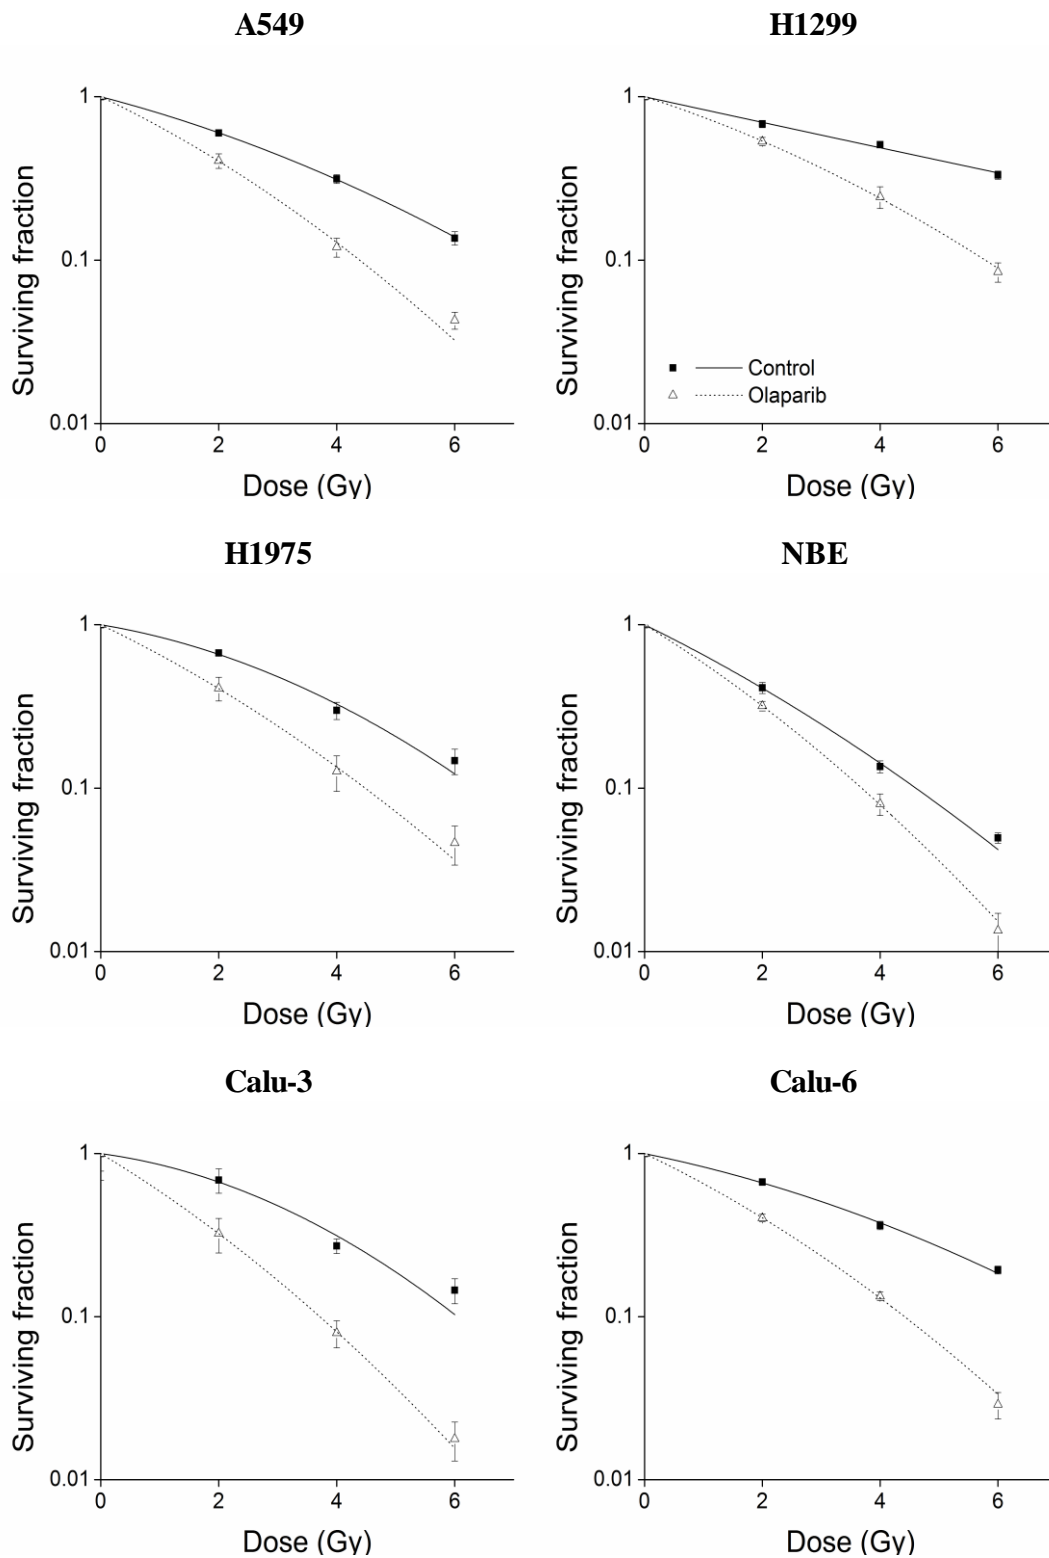 A549
H1299
1
0.1
0.01
Surviving fraction
0 2 4 6
Dose (Gy)
1
0.1
0.01
Surviving fraction
Control
Olaparib
0 2 4 6
Dose (Gy)
H1975
NBE
1
0.1
0.01
Surviving fraction
0 2 4 6
Dose (Gy)
1
0.1
0.01
Surviving fraction
0 2 4 6
Dose (Gy)
Calu-3
Calu-6
1
0.1
0.01
Surviving fraction
0 2 4 6
Dose (Gy)
1
0.1
0.01
Surviving fraction
0 2 4 6
Dose (Gy)